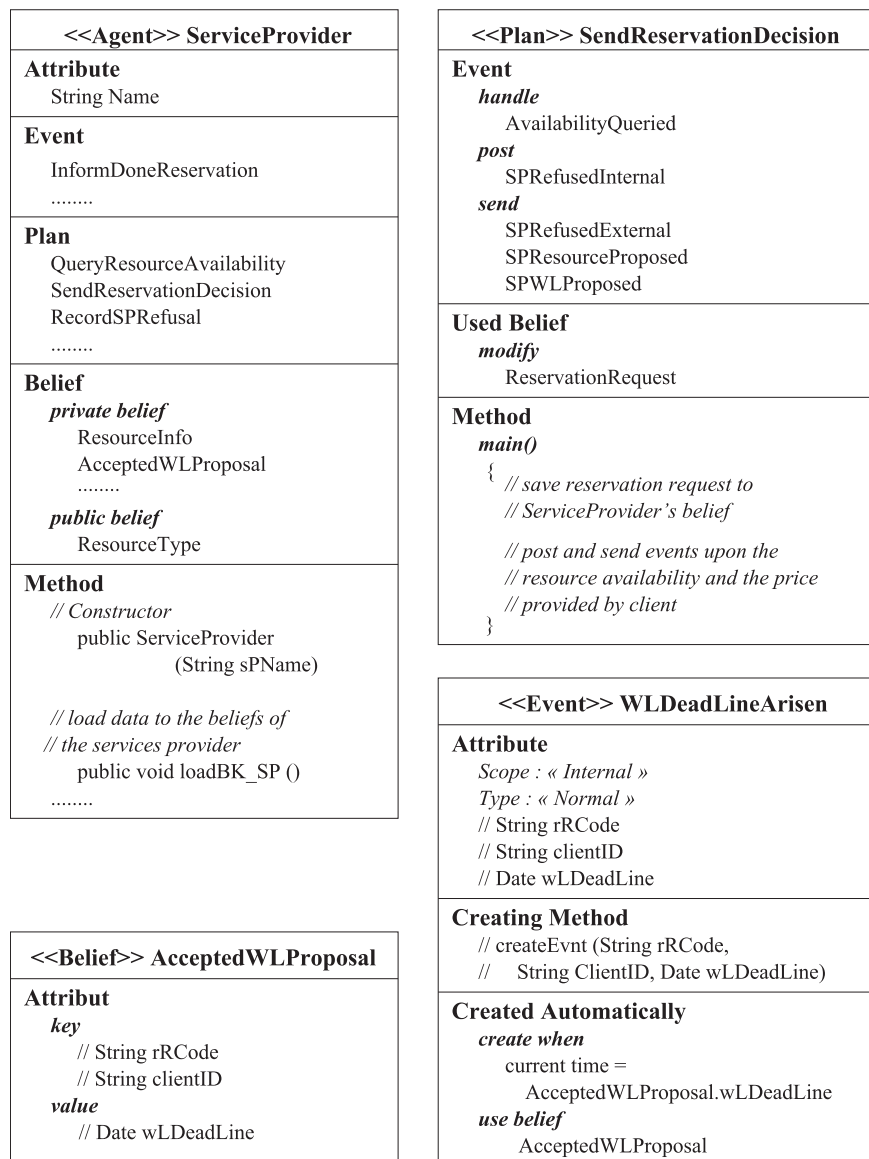 <<Agent>> ServiceProvider
Attribute
String Name
Event
InformDoneReservation
........
Plan
QueryResourceAvailability
SendReservationDecision
RecordSPRefusal
........
Belief
private belief
ResourceInfo
AcceptedWLProposal
........
public belief
ResourceType
Method
// Constructor
public ServiceProvider
(String sPName)
// load data to the beliefs of
// the services provider
public void loadBK_SP ()
........
<<Belief>> AcceptedWLProposal
Attribut
key
// String rRCode
// String clientID
value
// Date wLDeadLine
<<Plan>> SendReservationDecision
Event
handle
AvailabilityQueried
post
SPRefusedInternal
send
SPRefusedExternal
SPResourceProposed
SPWLProposed
Used Belief
modify
ReservationRequest
Method
main()
{
// save reservation request to
// ServiceProvider’s belief
// post and send events upon the
// resource availability and the price
// provided by client
}
<<Event>> WLDeadLineArisen
Attribute
Scope : « Internal »
Type : « Normal »
// String rRCode
// String clientID
// Date wLDeadLine
Creating Method
// createEvnt (String rRCode,
// String ClientID, Date wLDeadLine)
Created Automatically
create when
current time =
AcceptedWLProposal.wLDeadLine
use belief
AcceptedWLProposal